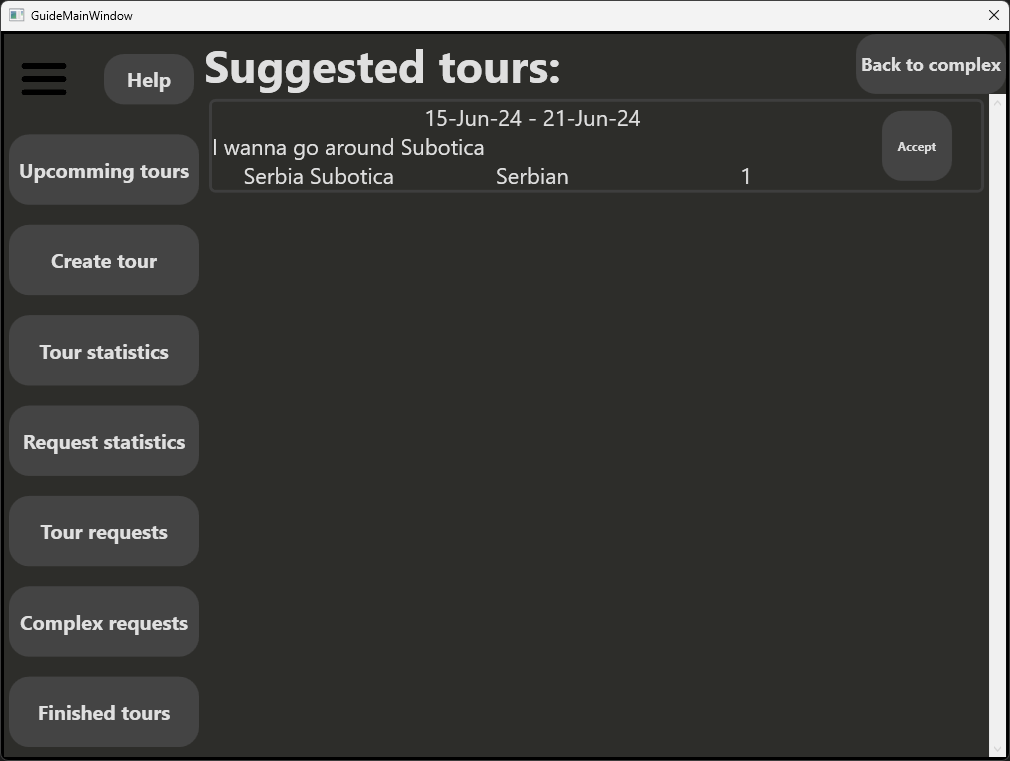 GuideMainWindow
Help
Suggested tours:
Back to complex
15-Jun-24 - 21-Jun-24
I wanna go around Subotica
Serbia Subotica Serbian 1
Accept
Upcomming tours
Create tour
Tour statistics
Request statistics
Tour requests
Complex requests
Finished tours